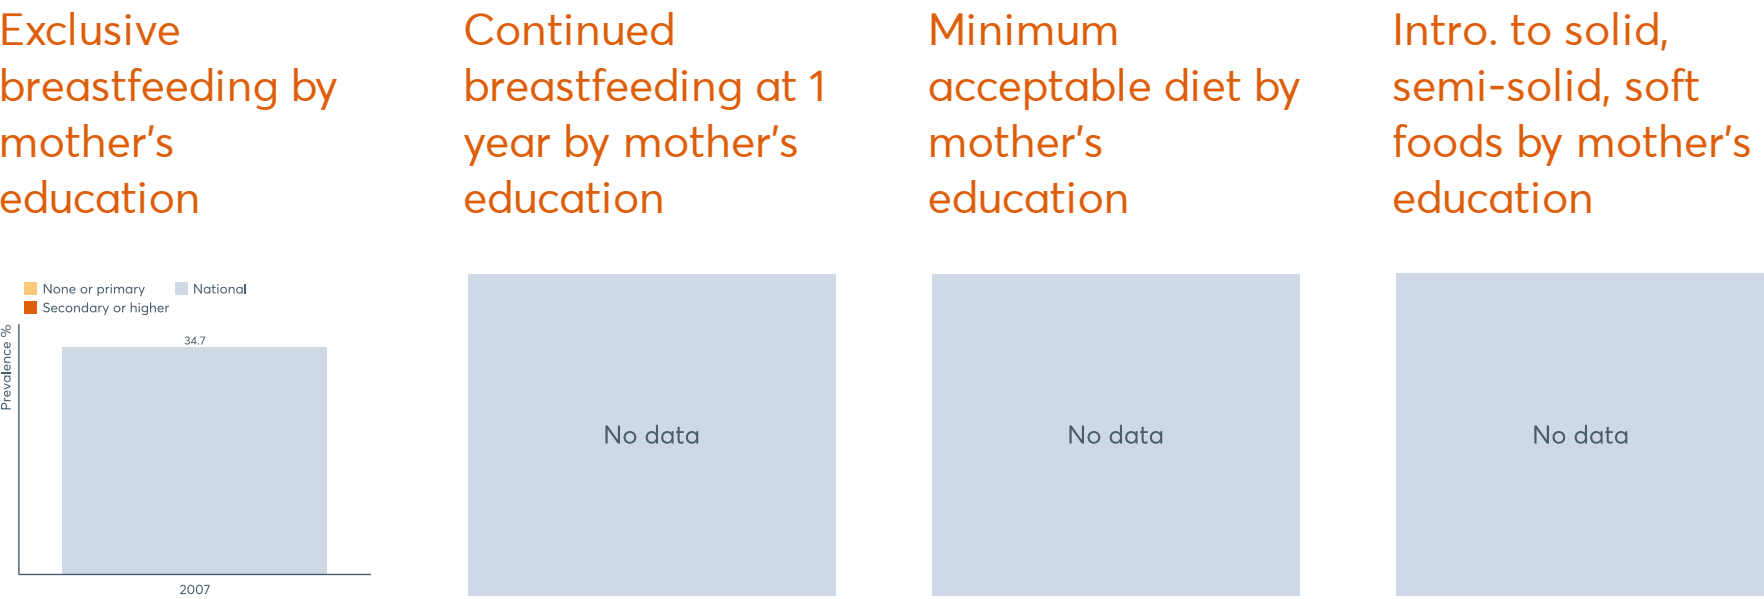 Exclusive
breastfeeding by
mother's
education
Continued
breastfeeding at 1
year by mother's
education
Minimum
acceptable diet by
mother's
education
Intro. to solid,
semi-solid, soft
foods by mother's
education
None or primary
National
Secondary or higher
Prevalence %
34.7
2007
No data
No data
No data